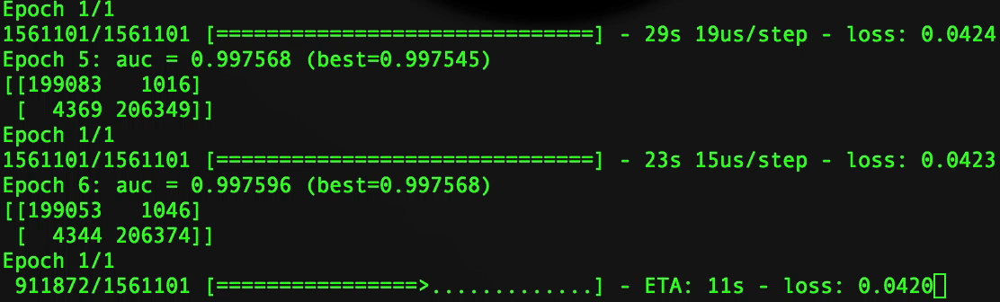 Epoch 1/1
1561101/1561101 [==============================] - 29s 19us/step - loss: 0.0424
Epoch 5: auc = 0.997568 (best=0.997545)
[[199083   1016]
 [  4369 206349]]
Epoch 1/1
1561101/1561101 [==============================] - 23s 15us/step - loss: 0.0423
Epoch 6: auc = 0.997596 (best=0.997568)
[[199053   1046]
 [  4344 206374]]
Epoch 1/1
 911872/1561101 [================>.............] - ETA: 11s - loss: 0.0420